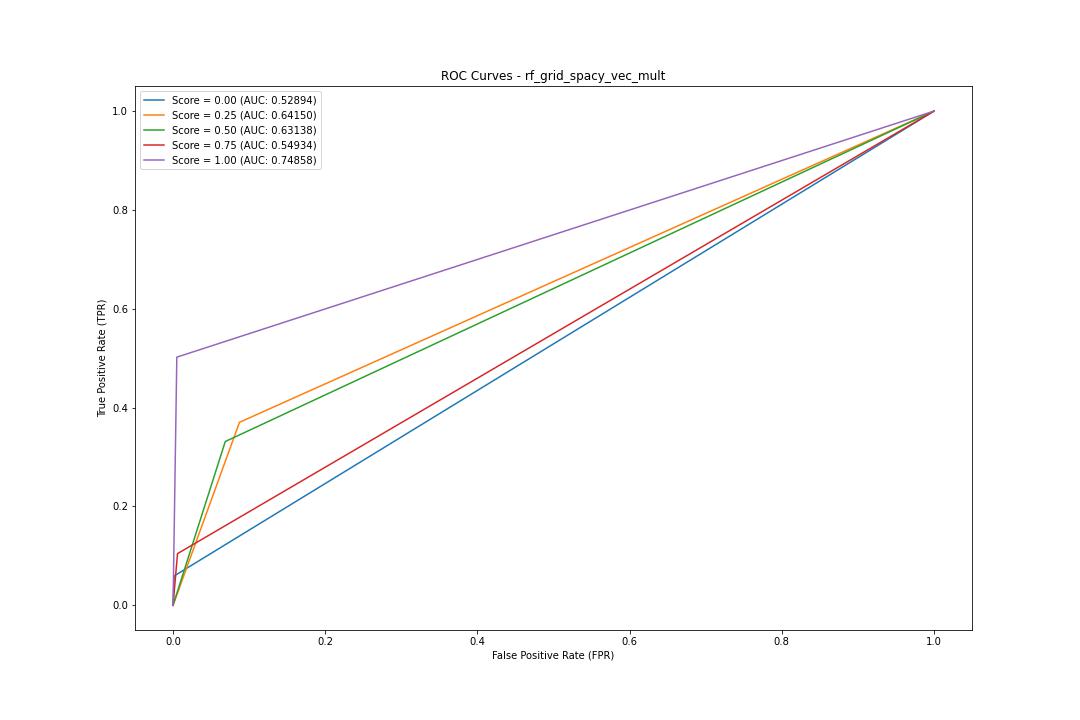 ROC Curves - rf_grid_spacy_vec_mult
Score = 0.00 (AUC: 0.52894)
Score = 0.25 (AUC: 0.64150)
Score = 0.50 (AUC: 0.63138)
Score = 0.75 (AUC: 0.54934)
Score = 1.00 (AUC: 0.74858)
True Positive Rate (TPR)
1.0
0.8
0.6
0.4
0.2
0.0
0.0 0.2 0.4 0.6 0.8 1.0
False Positive Rate (FPR)